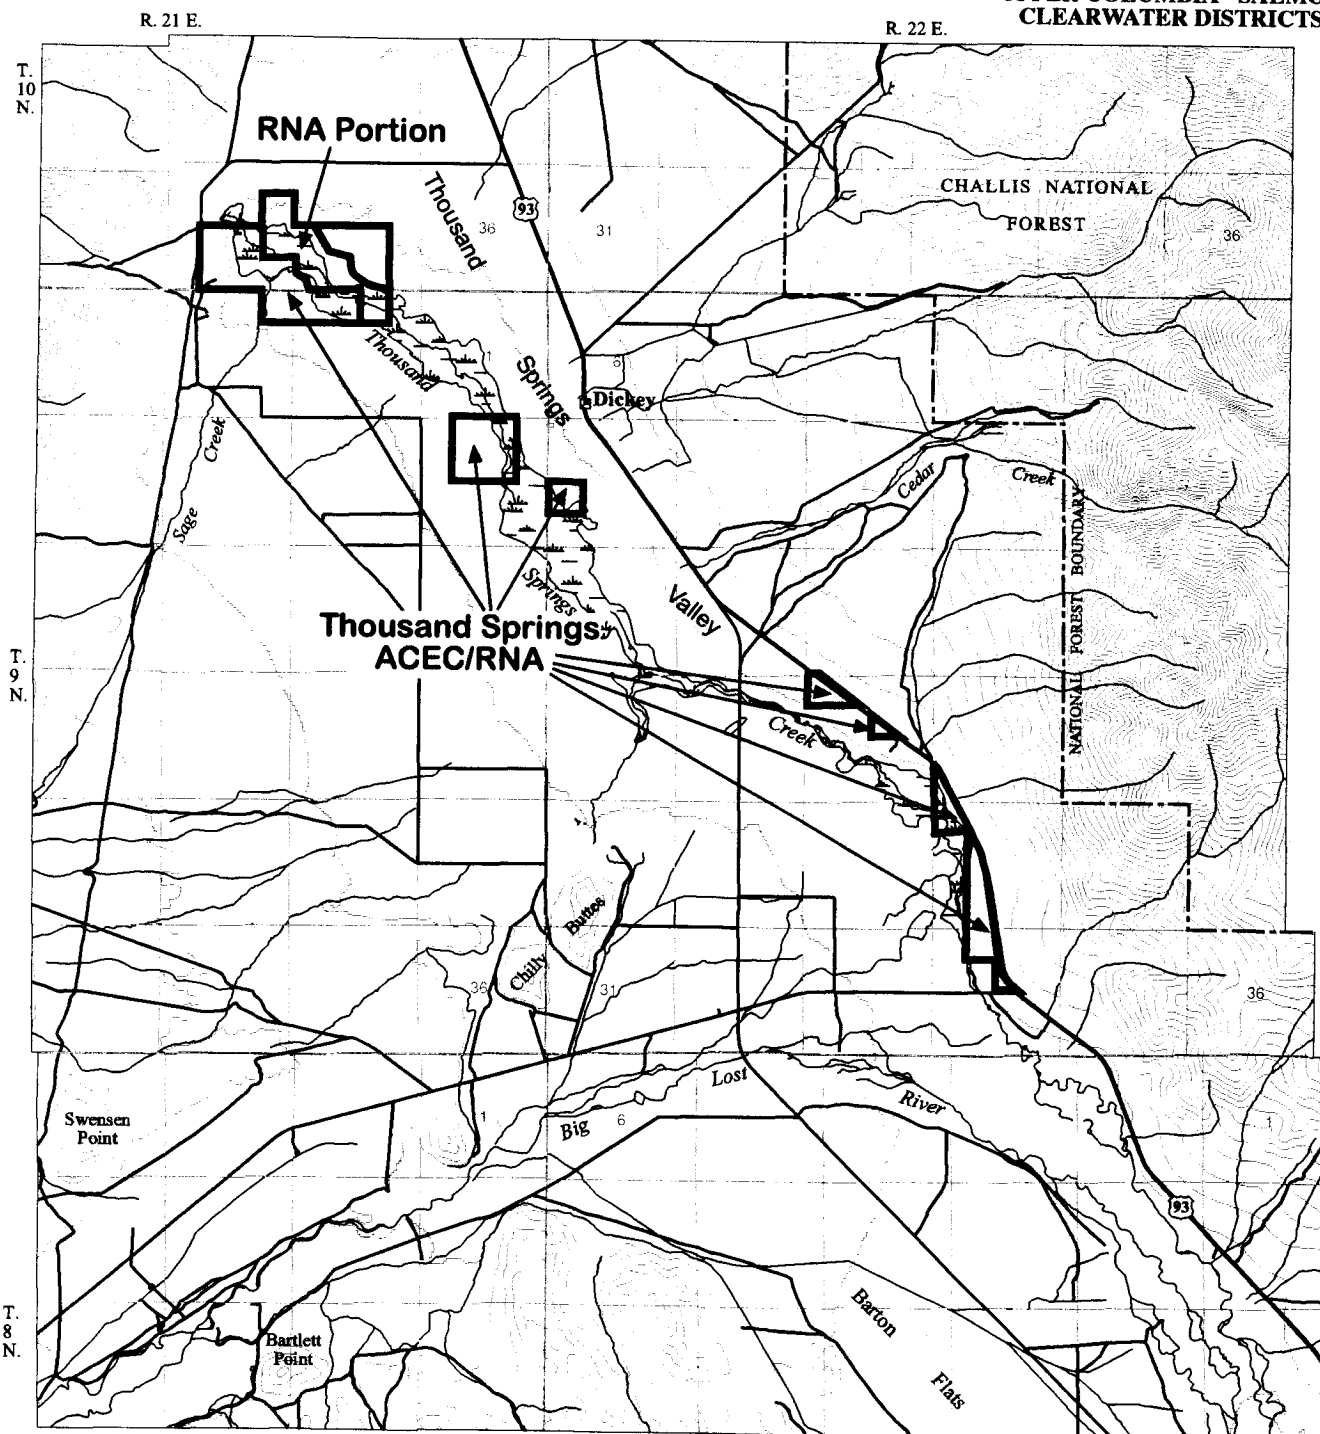 CLEARWATER DISTRICTS
R. 21 E.
R. 22 E.
T.
10
N.
RNA Portion
Thousand
93
36
31
CHALLIS NATIONAL
FOREST
36
Thousand
Springs
6
Dickey
Creek
Sage
Cedar
Creek
NATIONAL FOREST BOUNDARY
Springs
Valley
Thousand Springs
ACEC/RNA
T.
9
N.
Creek
Buttes
Chilly
36
31
36
Lost
River
Big
1
6
1
Swensen
Point
93
T.
8
N.
Bartlett
Point
Barton
Flats